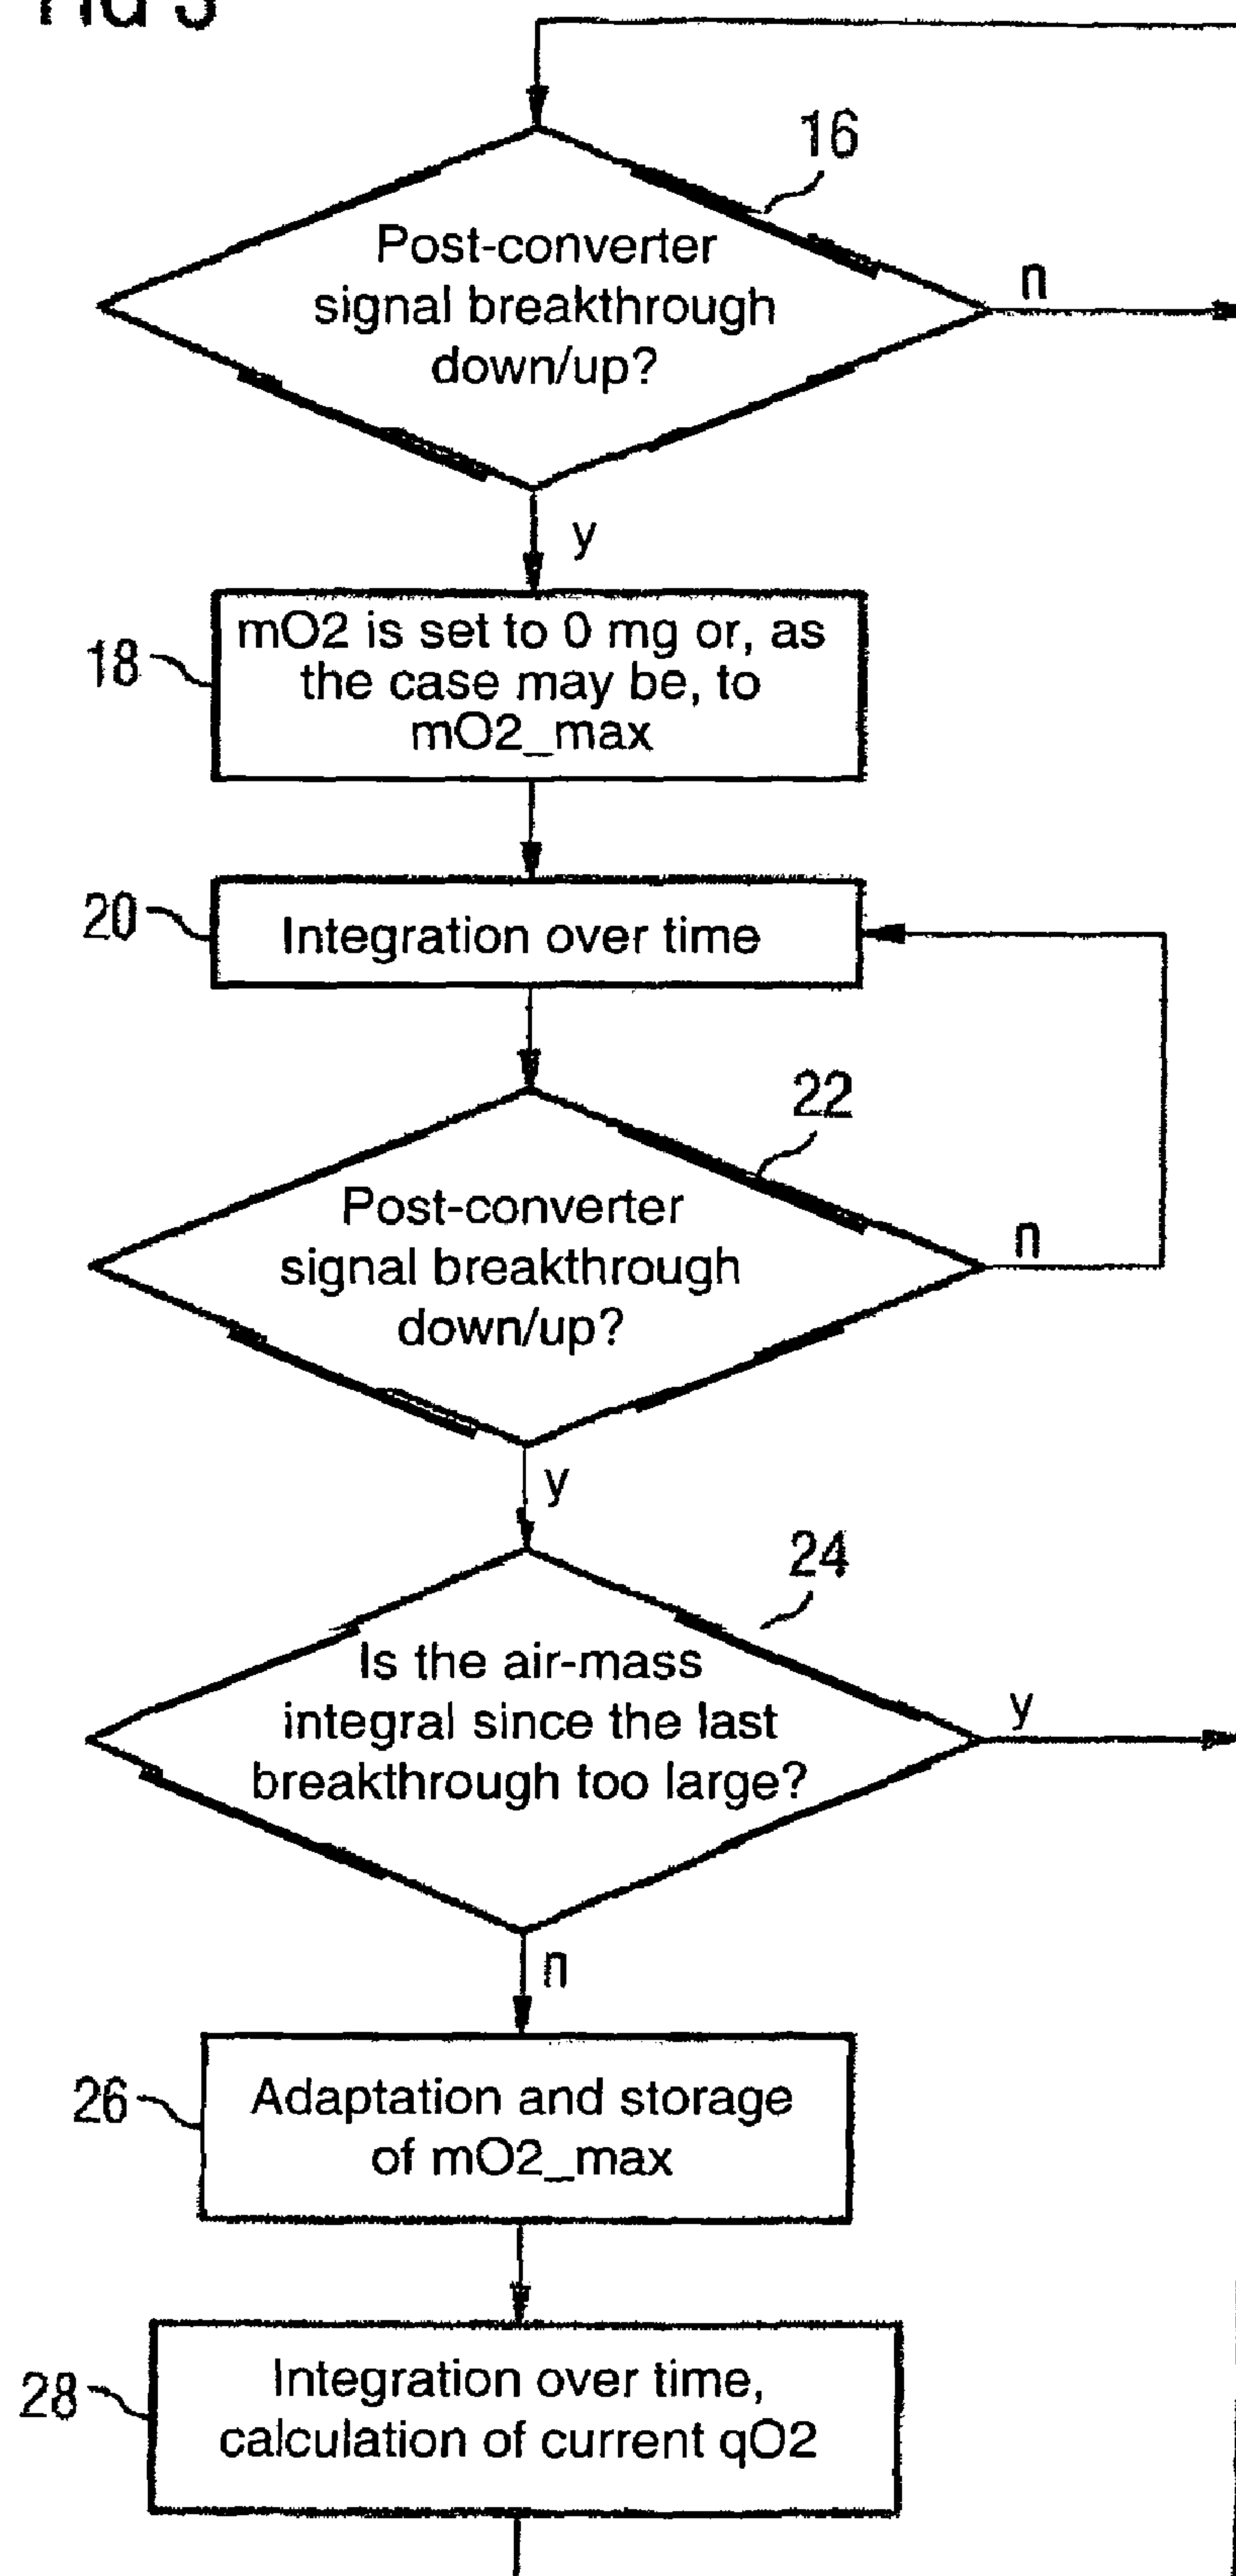 16
Post-converter
signal breakthrough
down/up?
n
y
18
mO2 is set to 0 mg or, as
the case may be, to
mO2_max
20
Integration over time
22
Post-converter
signal breakthrough
down/up?
n
y
24
Is the air-mass
integral since the last
breakthrough too large?
y
n
26
Adaptation and storage
of mO2_max
28
Integration over time,
calculation of current qO2